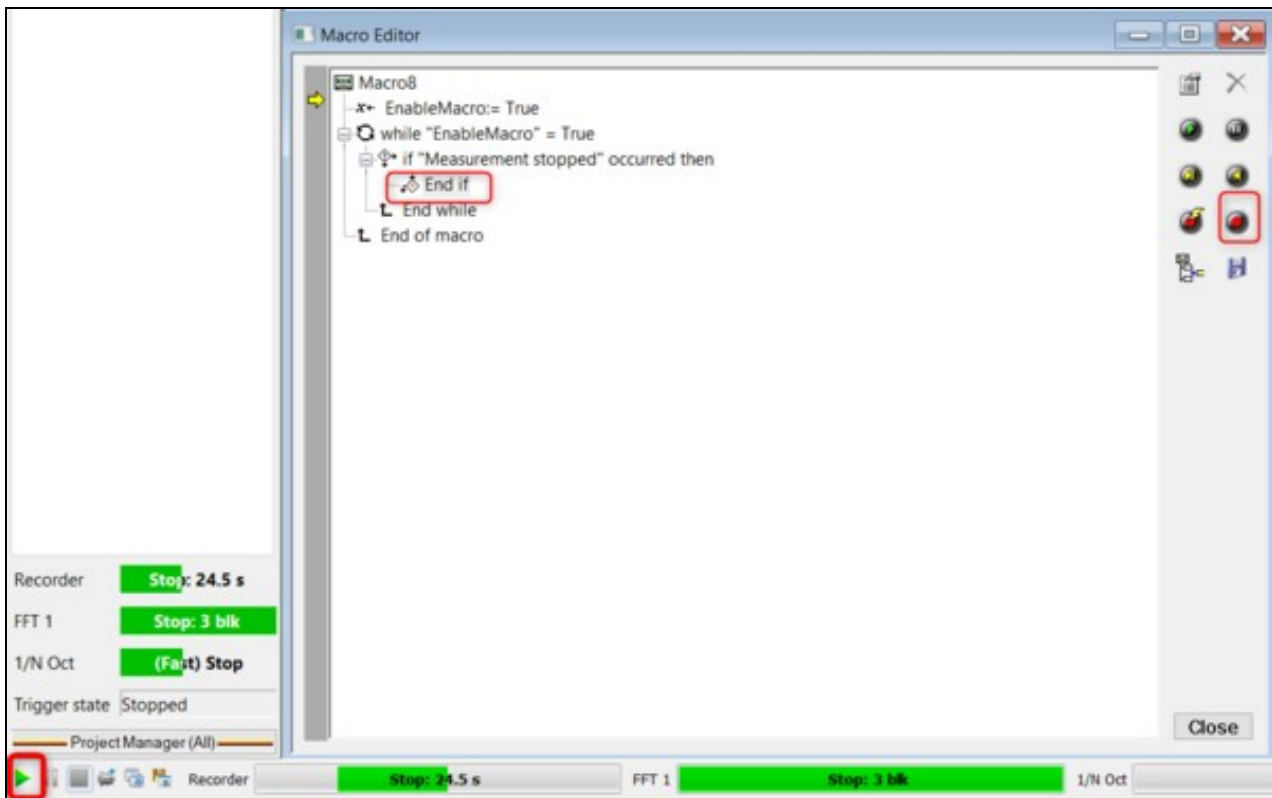 Macro Editor
Macro8
x← EnableMacro:= True
while "EnableMacro" = True
if "Measurement stopped" occurred then
End if
End while
End of macro
Recorder Stop: 24.5 s
FFT 1 Stop: 3 blk
1/N Oct (Fast) Stop
Trigger state Stopped
Project Manager (All)
Close
Recorder Stop: 24.5 s FFT 1 Stop: 3 blk 1/N Oct